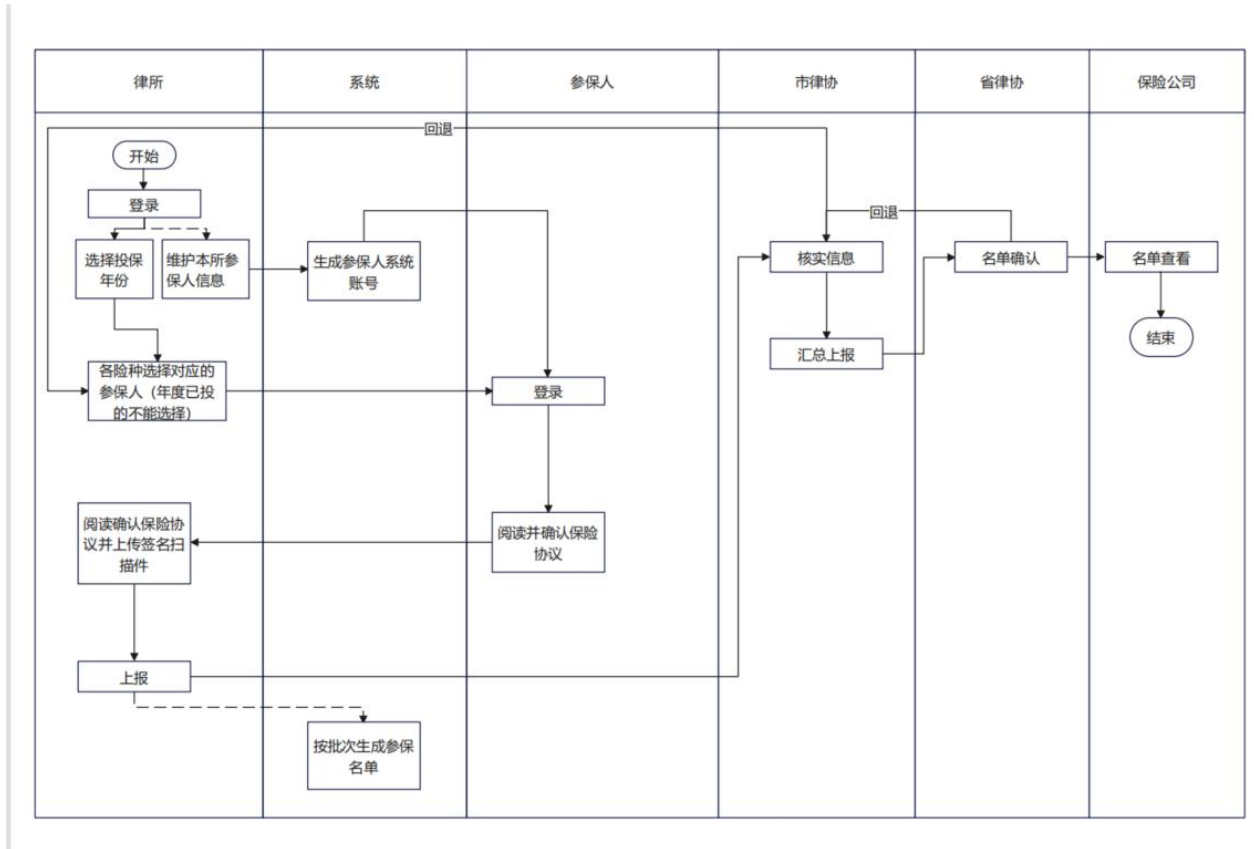 律所
系统
参保人
市律协
省律协
保险公司
回退
开始
登录
回退
选择投保
年份
维护本所参
保人信息
生成参保人系统
账号
核实信息
名单确认
名单查看
结束
汇总上报
各险种选择对应的
参保人（年度已投
的不能选择）
登录
阅读确认保险协
议并上传签名扫
描件
阅读并确认保险
协议
上报
按批次生成参保
名单